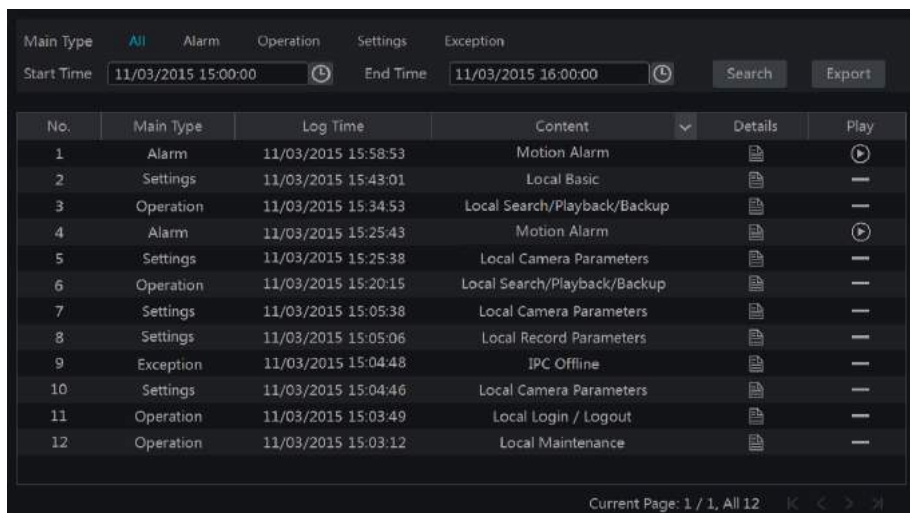 Main Type All Alarm Operation Settings Exception
Start Time 11/03/2015 15:00:00 End Time 11/03/2015 16:00:00 Search Export
No. Main Type Log Time Content Details Play
1 Alarm 11/03/2015 15:58:53 Motion Alarm
2 Settings 11/03/2015 15:43:01 Local Basic
3 Operation 11/03/2015 15:34:53 Local Search/Playback/Backup
4 Alarm 11/03/2015 15:25:43 Motion Alarm
5 Settings 11/03/2015 15:25:38 Local Camera Parameters
6 Operation 11/03/2015 15:20:15 Local Search/Playback/Backup
7 Settings 11/03/2015 15:05:38 Local Camera Parameters
8 Settings 11/03/2015 15:05:06 Local Record Parameters
9 Exception 11/03/2015 15:04:48 IPC Offline
10 Settings 11/03/2015 15:04:46 Local Camera Parameters
11 Operation 11/03/2015 15:03:49 Local Login / Logout
12 Operation 11/03/2015 15:03:12 Local Maintenance
Current Page: 1 / 1, All 12